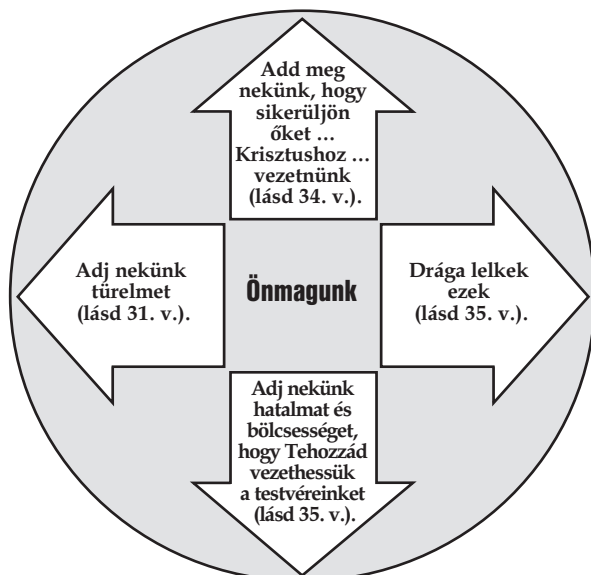 Add meg
nekünk, hogy
sikerüljön
őket …
Krisztushoz …
vezetnünk
(lásd 34. v.).
Adj nekünk
türelmet
(lásd 31. v.).
Önmagunk
Drága lelkek
ezek
(lásd 35. v.).
Adj nekünk
hatalmat és
bölcsességet,
hogy Tehozzád
vezethessük
a testvéreinket
(lásd 35. v.).